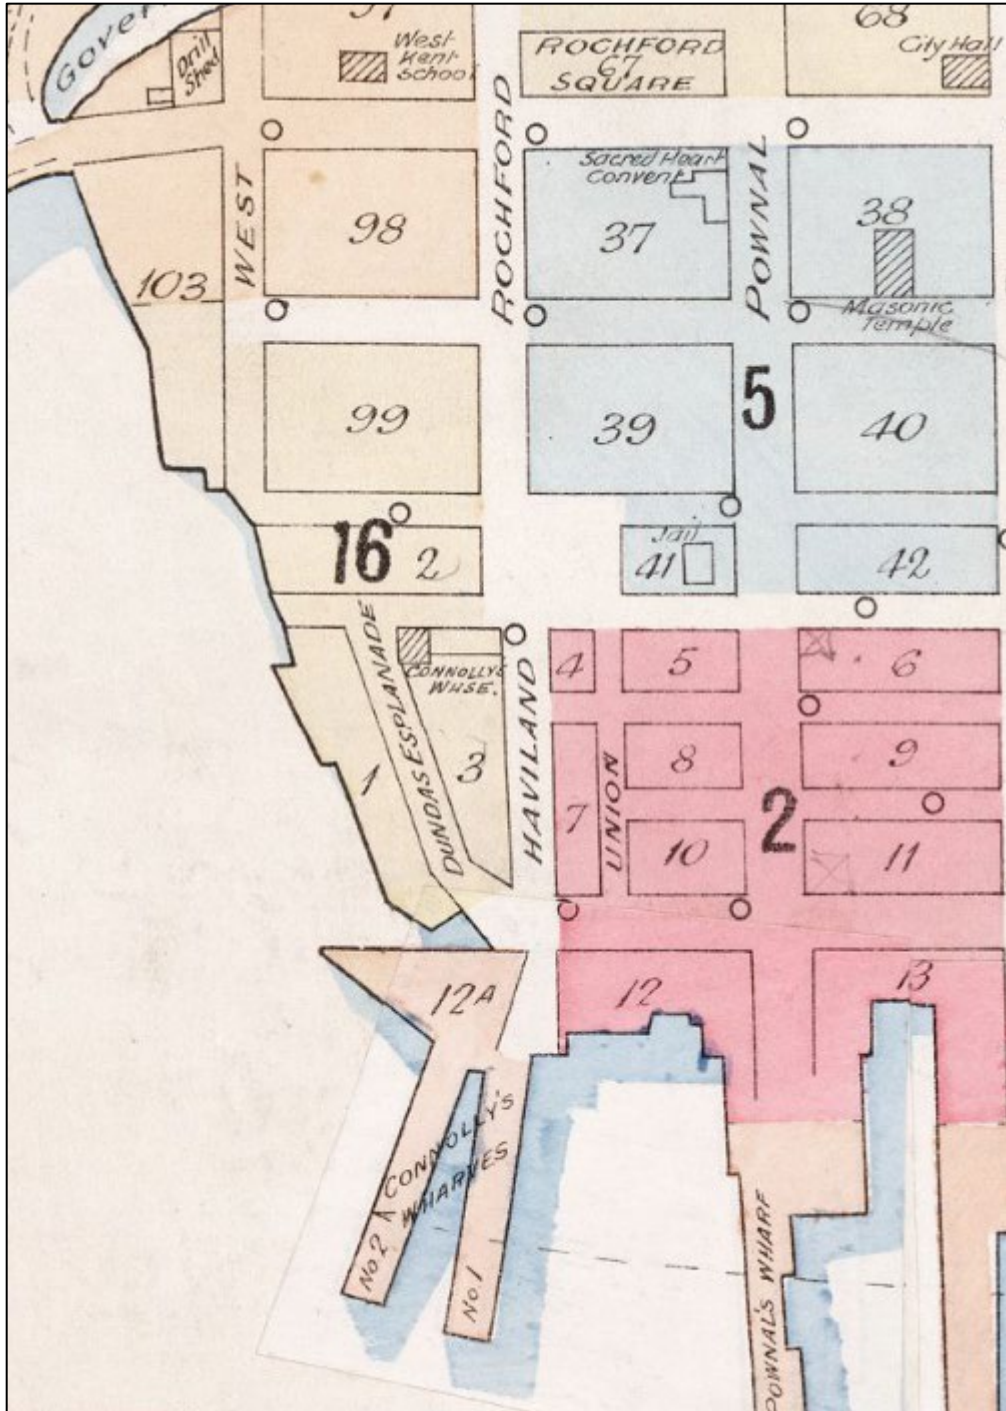 Gover
Drill
Shed
West
Kent
School
ROCHFORD
67
SQUARE
68
City Hall
WEST
98
ROCHFORD
Sacred Heart
Convent
37
POWNAL
38
Masonic
Temple
103
99
39
5
40
16
2
Jail
41
42
DUNDAS ESPLANADE
CONNOLLY'S
WHSE.
HAVILAND
4
5
6
1
3
7
UNION
8
9
2
10
11
12A
12
13
CONNOLLY'S
WHARVES
No 2
No 1
POWNAL'S WHARF